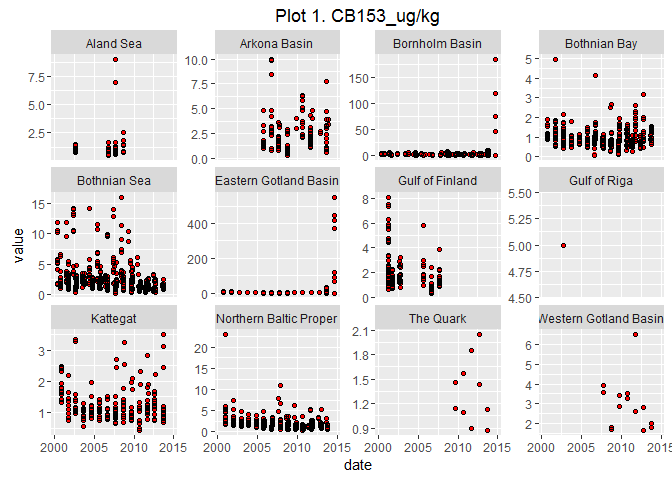 Plot 1. CB153_ug/kg
Aland Sea Arkona Basin Bornholm Basin Bothnian Bay
7.5 5.0 2.5
10.0 7.5 5.0 2.5 0.0
150 100 50 0
5 4 3 2 1 0
Bothnian Sea Eastern Gotland Basin Gulf of Finland Gulf of Riga
15 10 5 0
400 200 0
8 6 4 2 0
5.50 5.25 5.00 4.75 4.50
value
Kattegat Northern Baltic Proper The Quark Western Gotland Basin
3 2 1
20 15 10 5 0
2.1 1.8 1.5 1.2 0.9
6 5 4 3 2
2000 2005 2010 2015 2000 2005 2010 2015 2000 2005 2010 2015 2000 2005 2010 2015
date